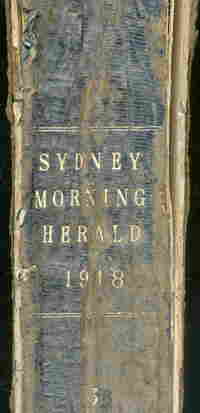 SYDNEY
MORNING
HERALD
1918